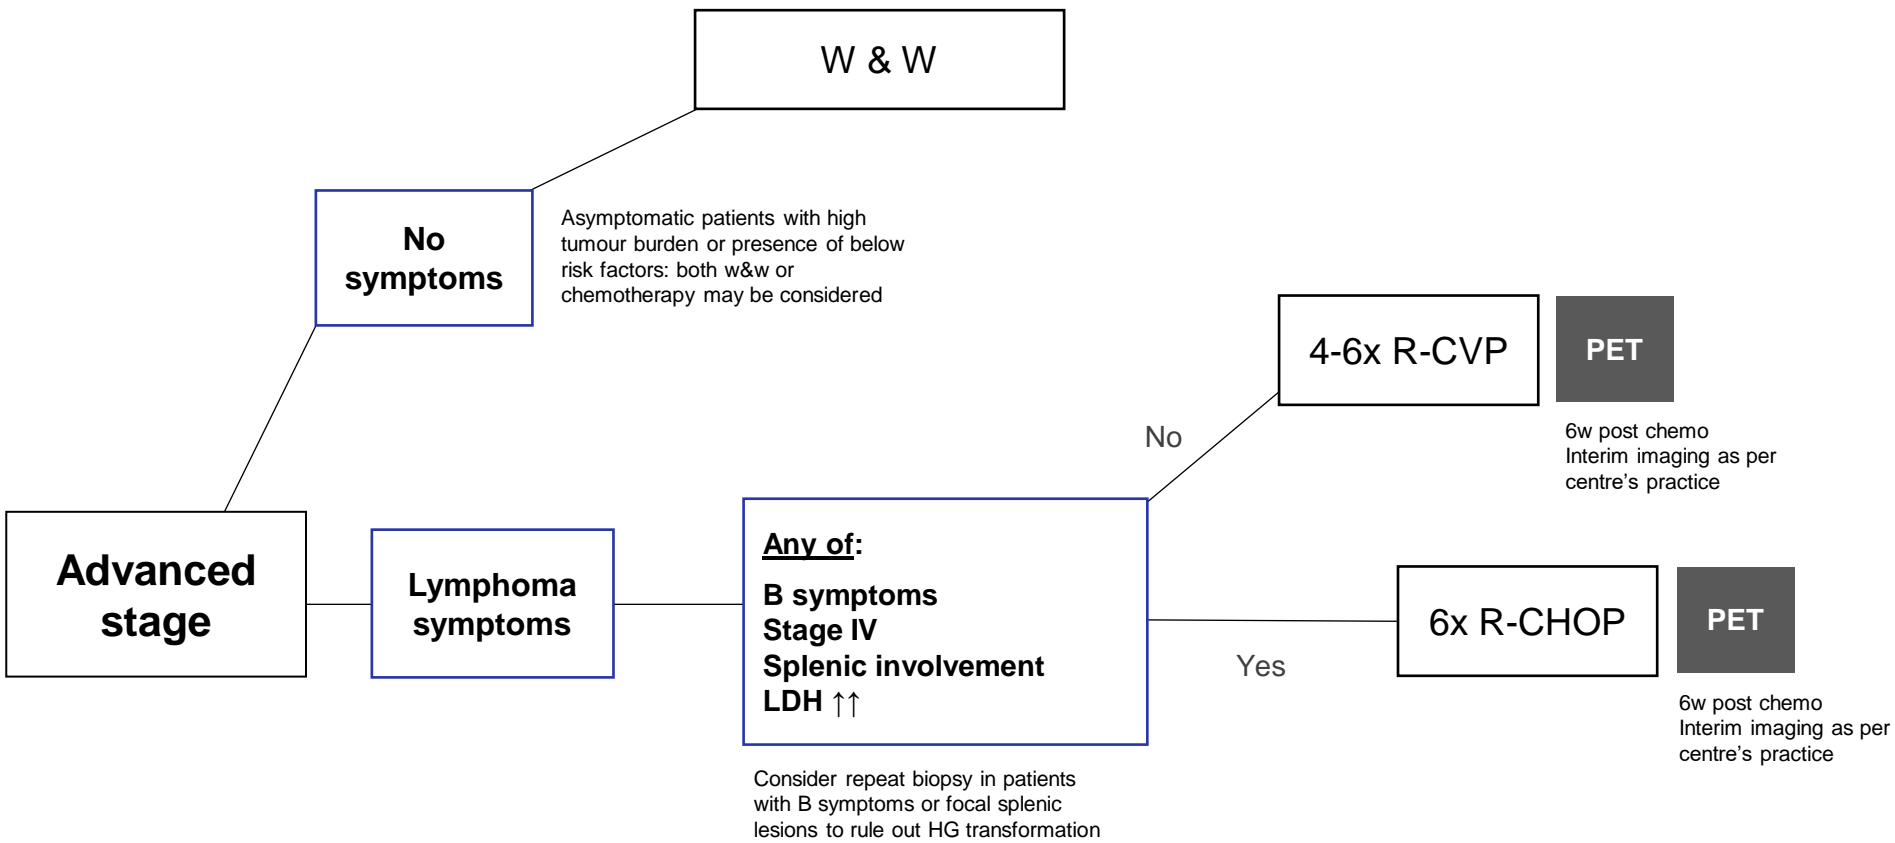 W & W
No
symptoms
Asymptomatic patients with high
tumour burden or presence of below
risk factors: both w&w or
chemotherapy may be considered
4-6x R-CVP
PET
6w post chemo
Interim imaging as per
centre's practice
No
Advanced
stage
Lymphoma
symptoms
Any of:
B symptoms
Stage IV
Splenic involvement
LDH ↑↑
Yes
6x R-CHOP
PET
6w post chemo
Interim imaging as per
centre's practice
Consider repeat biopsy in patients
with B symptoms or focal splenic
lesions to rule out HG transformation